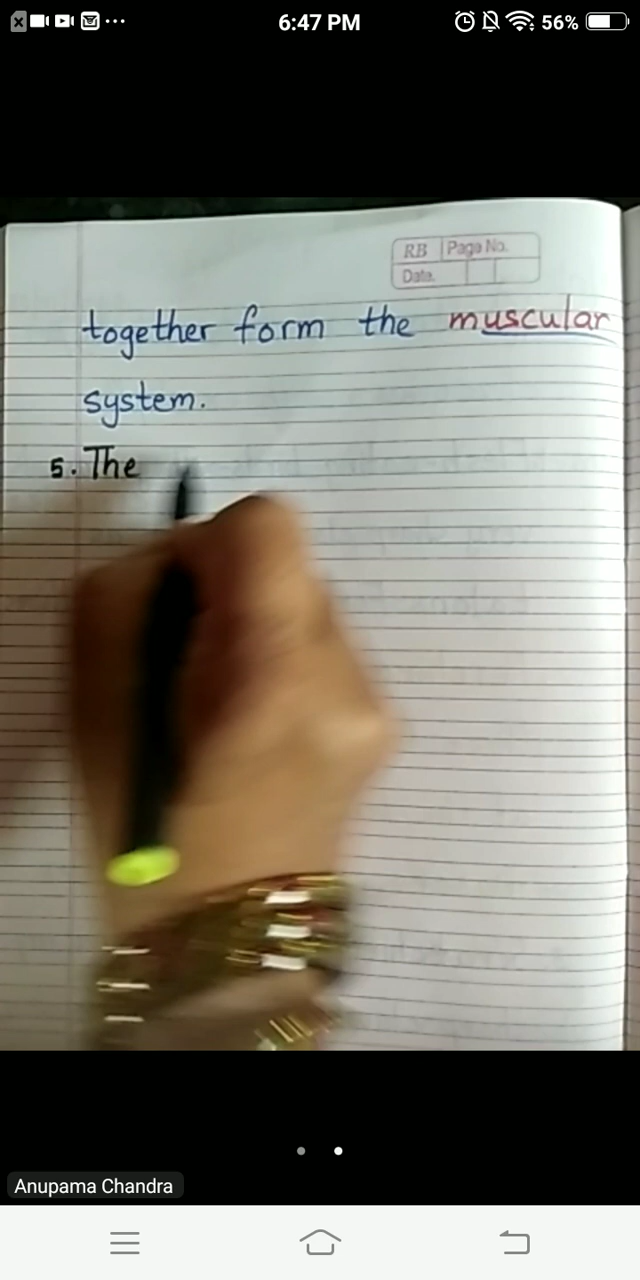 6:47 PM
56%
RB Page No.
Date.
together form the muscular
system.
5. The
Anupama Chandra